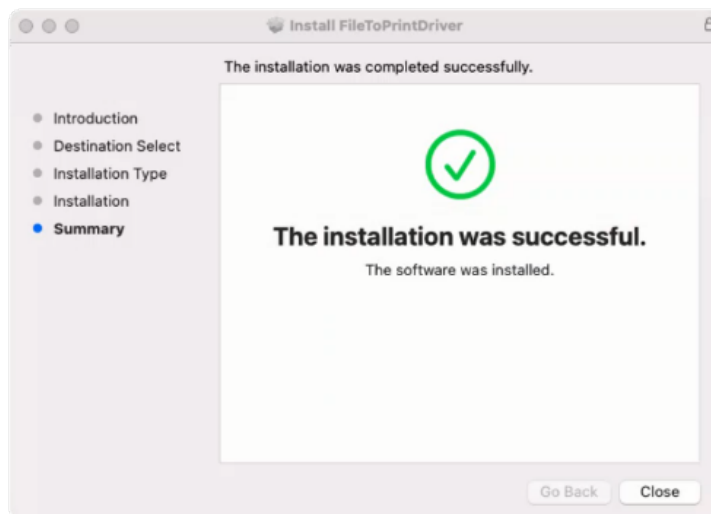 Install FileToPrintDriver
The installation was completed successfully.
Introduction
Destination Select
Installation Type
Installation
Summary
The installation was successful.
The software was installed.
Go Back
Close